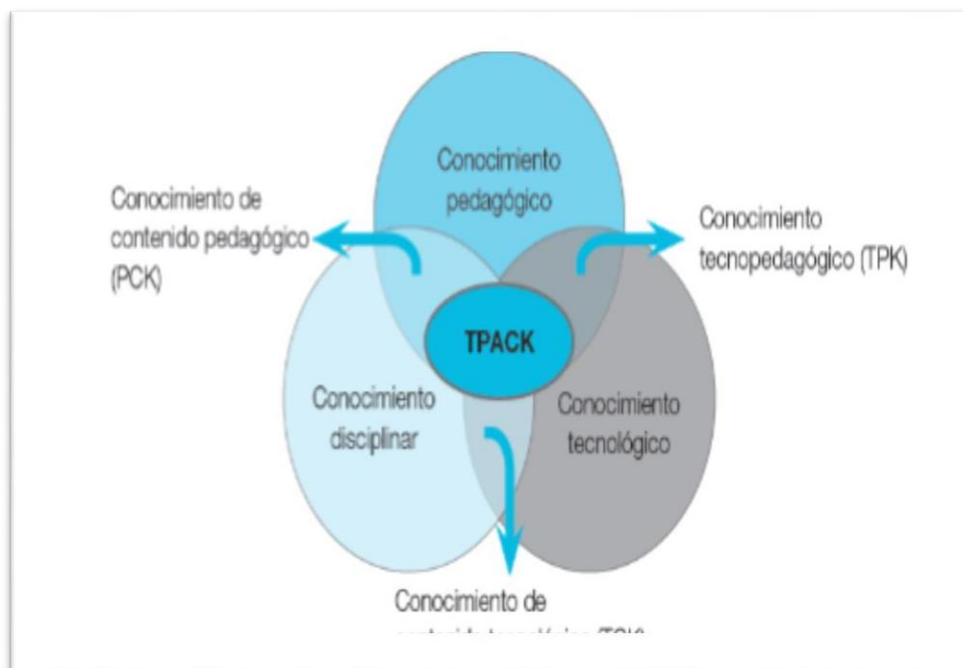 Conocimiento
pedagógico
Conocimiento de
contenido pedagógico
(PCK)
Conocimiento
tecnopedagógico (TPK)
TPACK
Conocimiento
disciplinar
Conocimiento
tecnológico
Conocimiento de